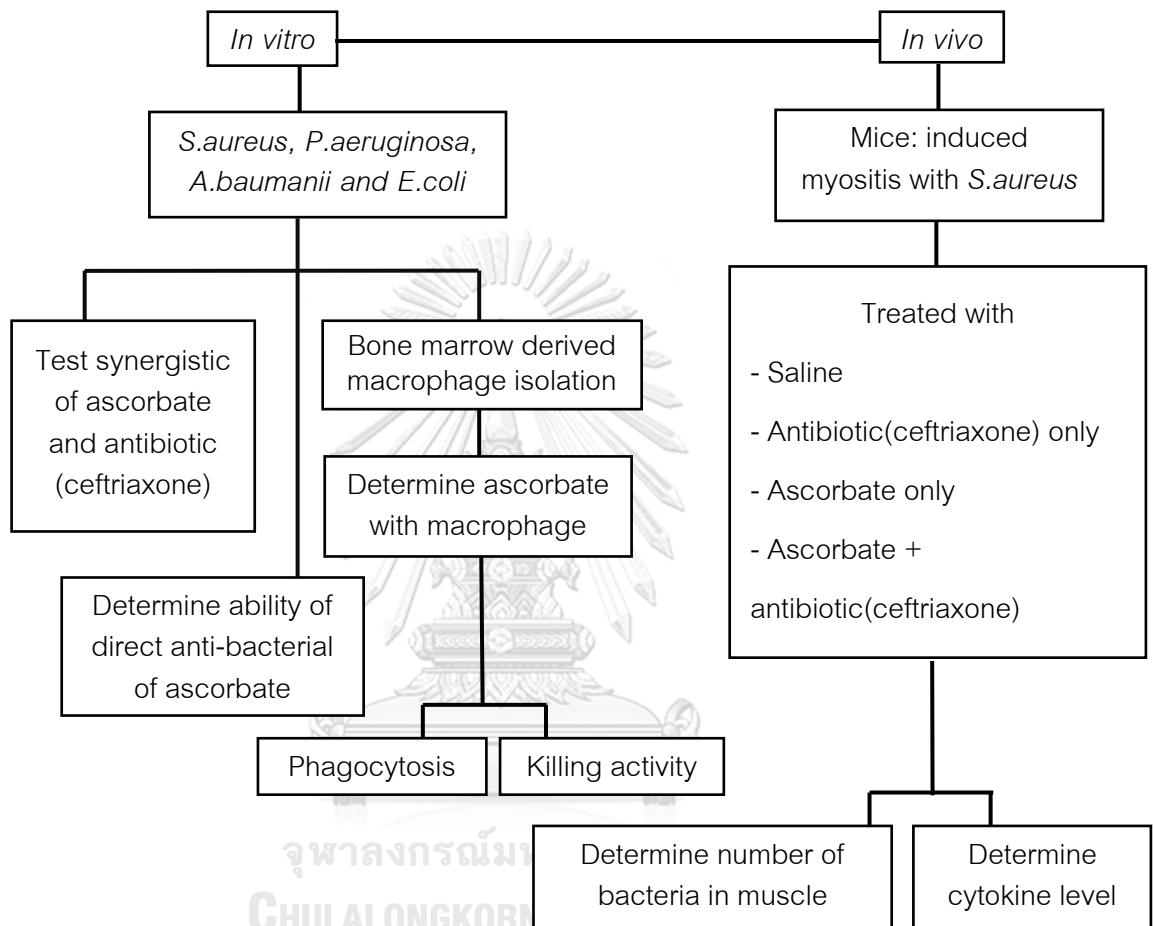 In vitro
In vivo
S.aureus, P.aeruginosa,
A.baumanii and E.coli
Mice: induced
myositis with S.aureus
Test synergistic
of ascorbate
and antibiotic
(ceftriaxone)
Bone marrow derived
macrophage isolation
Determine ascorbate
with macrophage
Determine ability of
direct anti-bacterial
of ascorbate
Phagocytosis
Killing activity
Treated with
- Saline
- Antibiotic(ceftriaxone) only
- Ascorbate only
- Ascorbate +
antibiotic(ceftriaxone)
Determine number of
bacteria in muscle
Determine
cytokine level